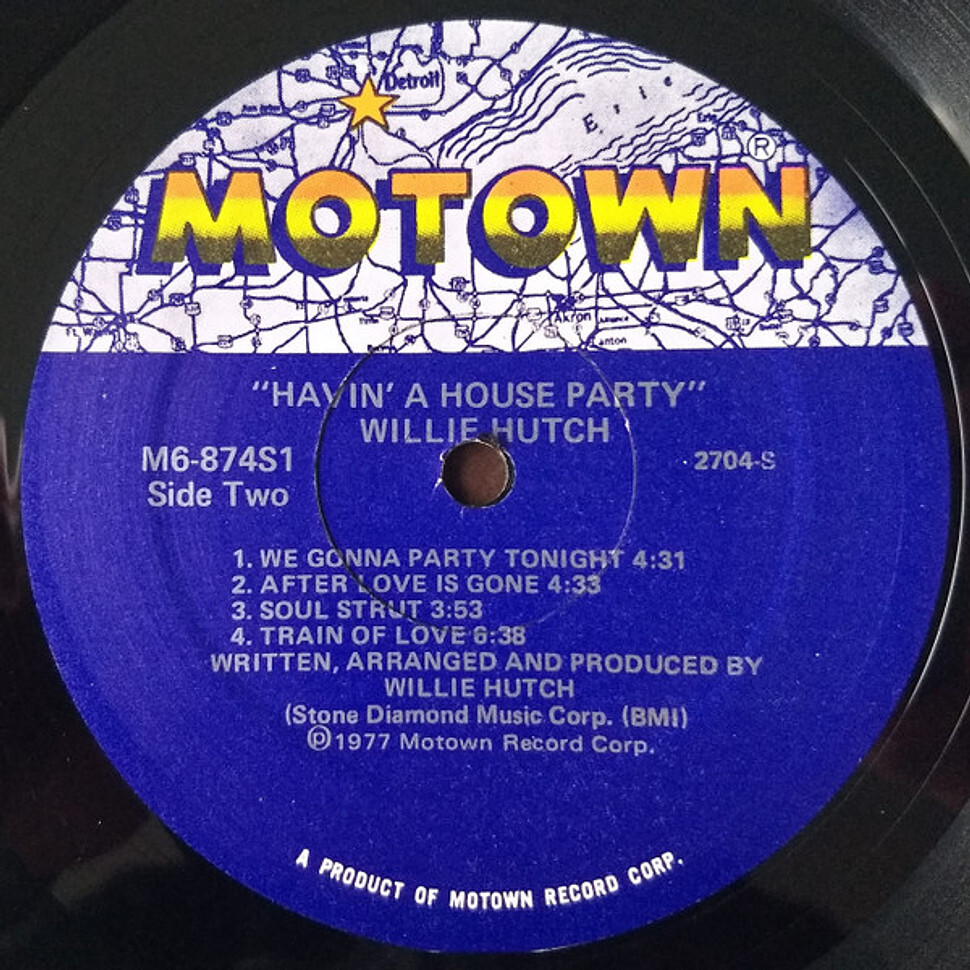 Detroit
Erie
®
MOTOWN
Akron
"HAVIN' A HOUSE PARTY"
WILLIE HUTCH
M6-874S1
2704-S
Side Two
1. WE GONNA PARTY TONIGHT 4:31
2. AFTER LOVE IS GONE 4:33
3. SOUL STRUT 3:53
4. TRAIN OF LOVE 6:38
WRITTEN, ARRANGED AND PRODUCED BY
WILLIE HUTCH
(Stone Diamond Music Corp. (BMI)
℗1977 Motown Record Corp.
A PRODUCT OF MOTOWN RECORD CORP.